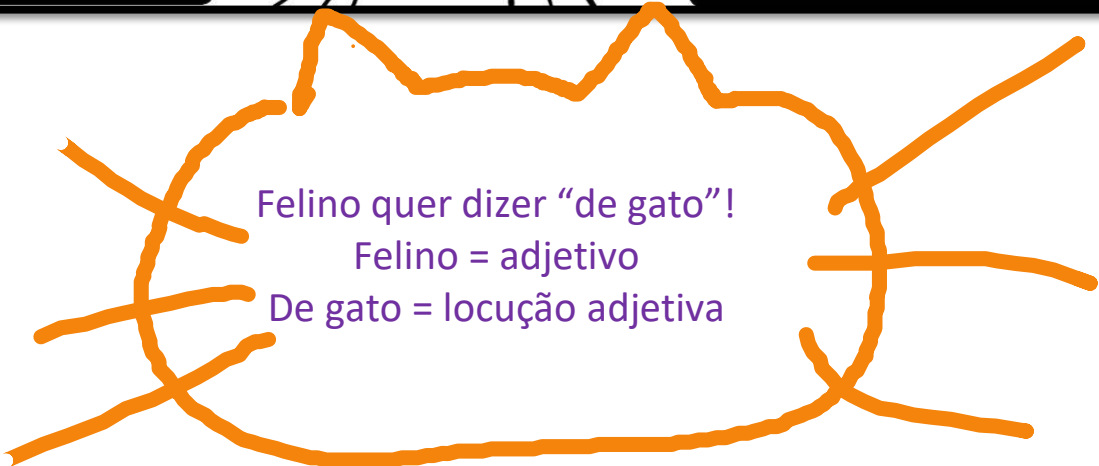 Felino quer dizer “de gato”!
Felino = adjetivo
De gato = locução adjetiva